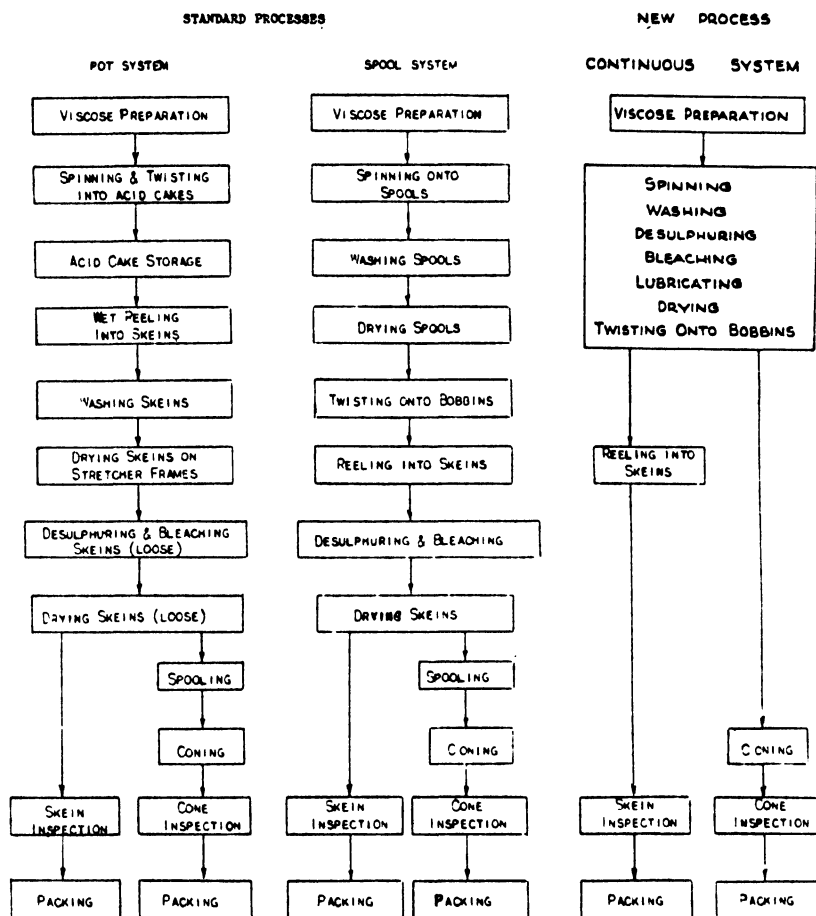 STANDARD PROCESSES
NEW PROCESS
POT SYSTEM
SPOOL SYSTEM
CONTINUOUS SYSTEM
VISCOSE PREPARATION
SPINNING & TWISTING
INTO ACID CAKES
ACID CAKE STORAGE
WET PEELING
INTO SKEINS
WASHING SKEINS
DRYING SKEINS ON
STRETCHER FRAMES
DESULPHURING & BLEACHING
SKEINS (LOOSE)
DRYING SKEINS (LOOSE)
SPOOLING
CONING
SKEIN
INSPECTION
CONE
INSPECTION
PACKING
PACKING
VISCOSE PREPARATION
SPINNING ONTO
SPOOLS
WASHING SPOOLS
DRYING SPOOLS
TWISTING ONTO BOBBINS
REELING INTO SKEINS
DESULPHURING & BLEACHING
DRYING SKEINS
SPOOLING
CONING
SKEIN
INSPECTION
CONE
INSPECTION
PACKING
PACKING
VISCOSE PREPARATION
SPINNING
WASHING
DESULPHURING
BLEACHING
LUBRICATING
DRYING
TWISTING ONTO BOBBINS
REELING INTO
SKEINS
CONING
SKEIN
INSPECTION
CONE
INSPECTION
PACKING
PACKING